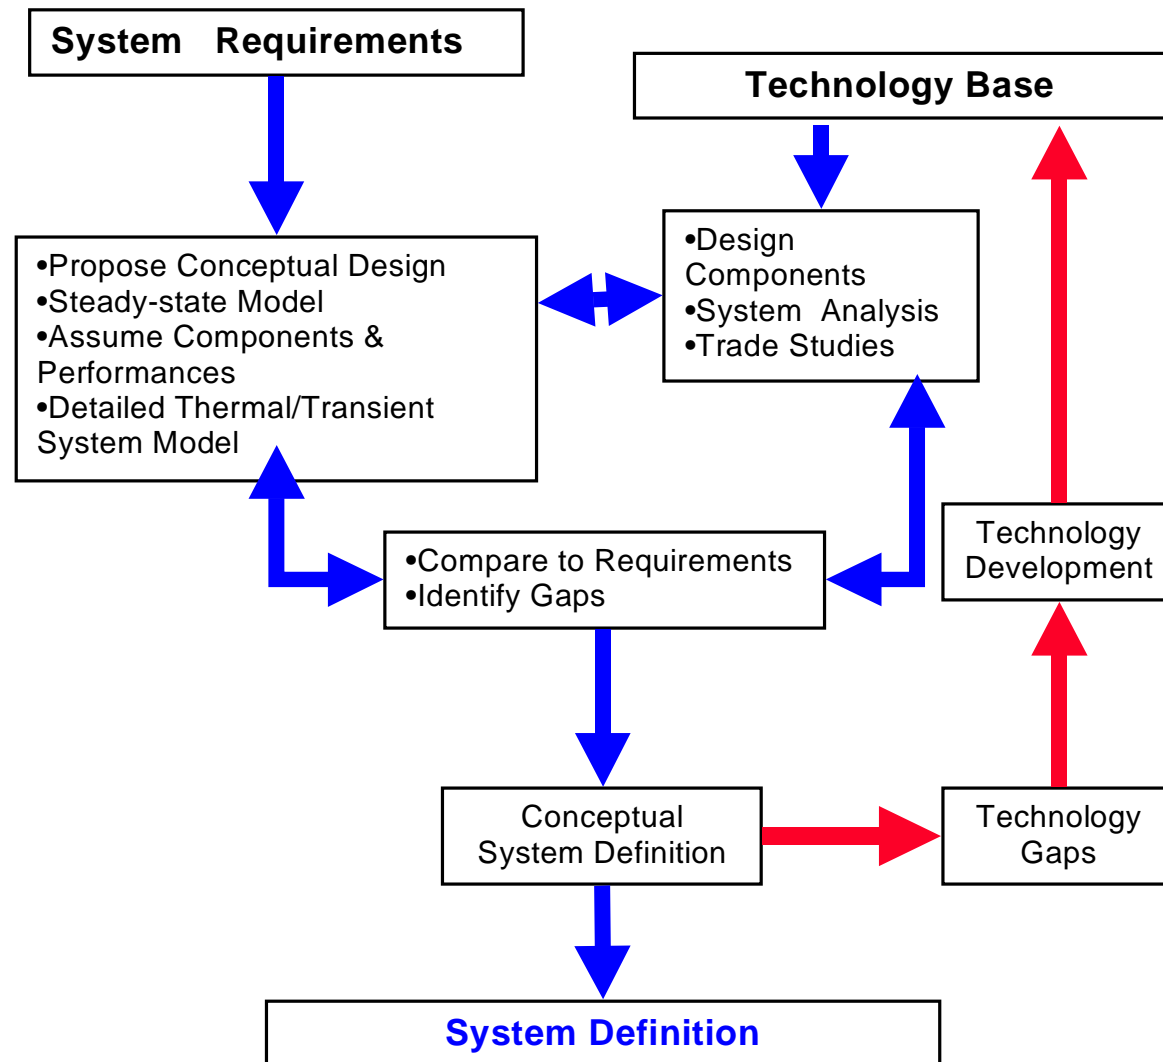 System Requirements
Technology Base
•Propose Conceptual Design
•Steady-state Model
•Assume Components &
Performances
•Detailed Thermal/Transient
System Model
•Design
Components
•System Analysis
•Trade Studies
•Compare to Requirements
•Identify Gaps
Technology
Development
Conceptual
System Definition
Technology
Gaps
System Definition